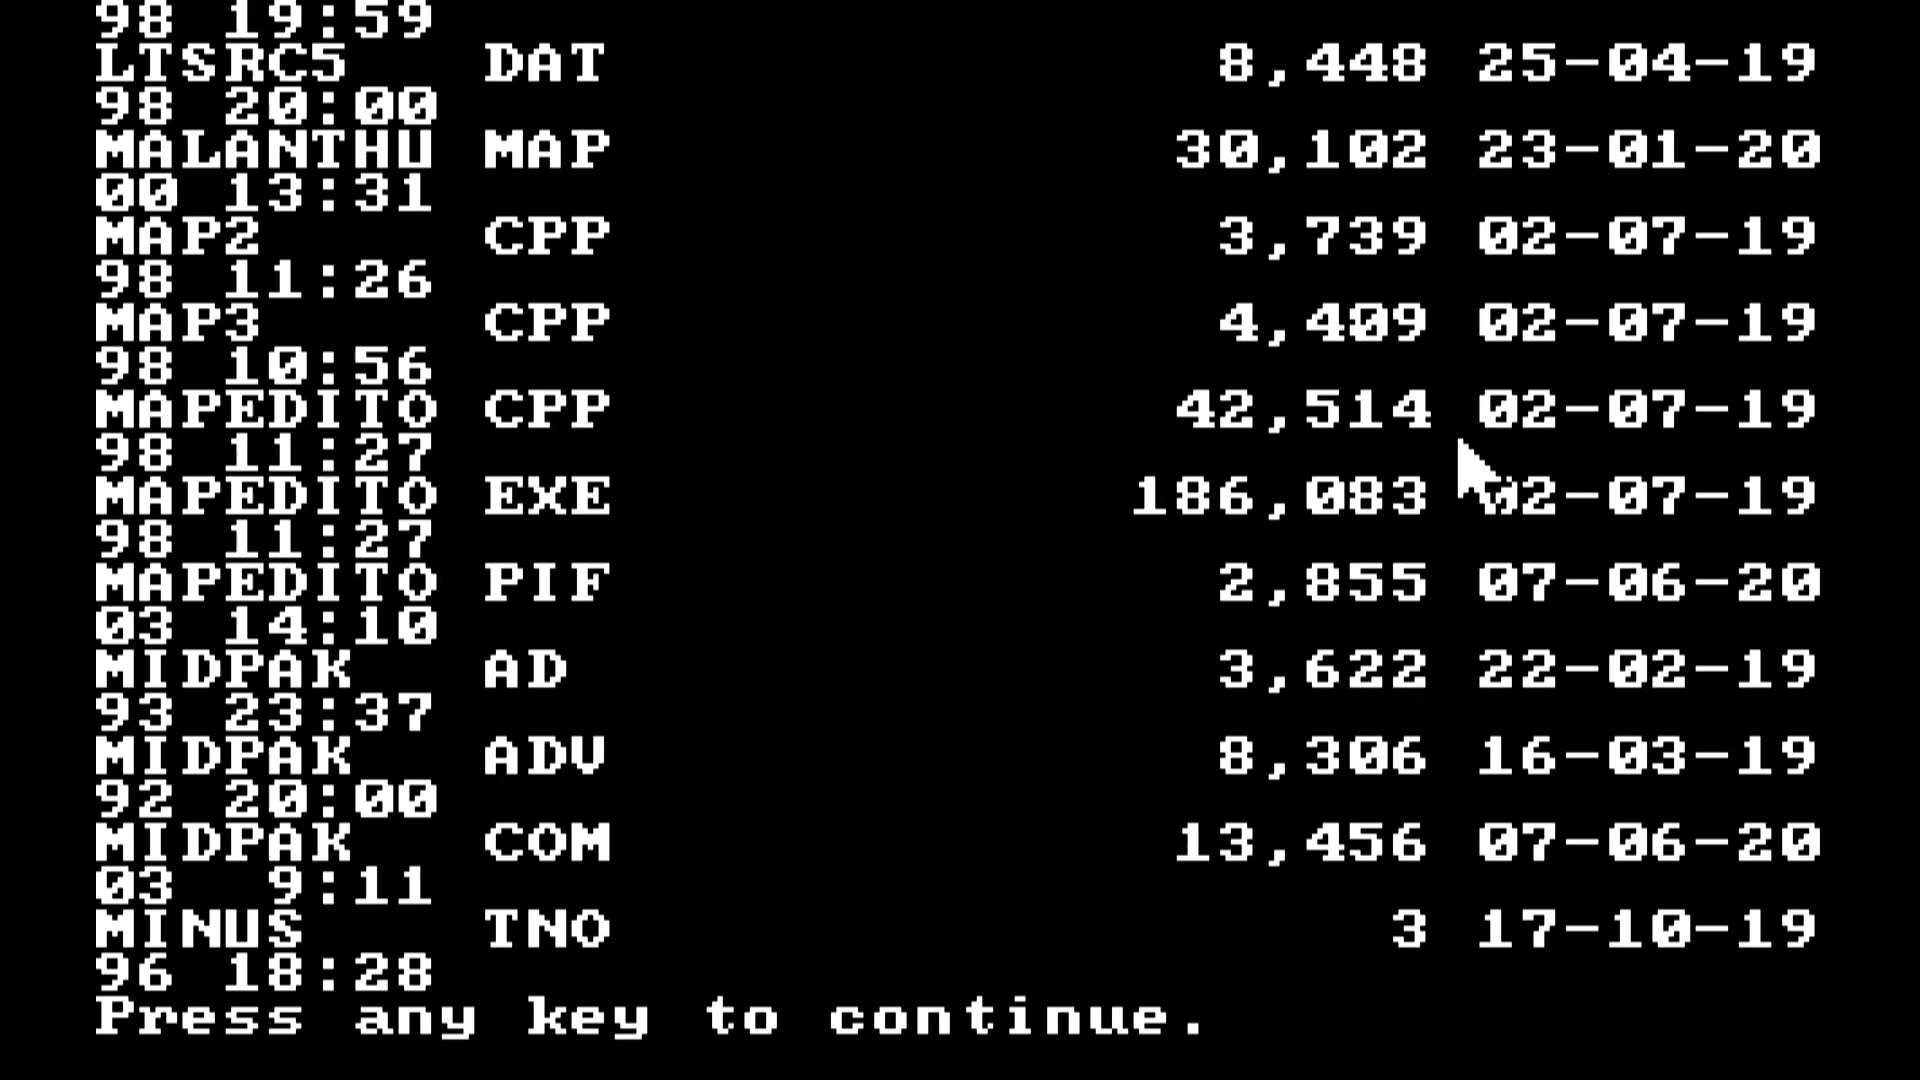 98 19:59
LTSRC5 DAT 8,448 25-04-19
98 20:00
MALANTHU MAP 30,102 23-01-20
00 13:31
MAP2 CPP 3,739 02-07-19
98 11:26
MAP3 CPP 4,409 02-07-19
98 10:56
MAPEDITO CPP 42,514 02-07-19
98 11:27
MAPEDITO EXE 186,083 02-07-19
98 11:27
MAPEDITO PIF 2,855 07-06-20
03 14:10
MIDPAK AD 3,622 22-02-19
93 23:37
MIDPAK ADV 8,306 16-03-19
92 20:00
MIDPAK COM 13,456 07-06-20
03 9:11
MINUS TNO 3 17-10-19
96 18:28
Press any key to continue.